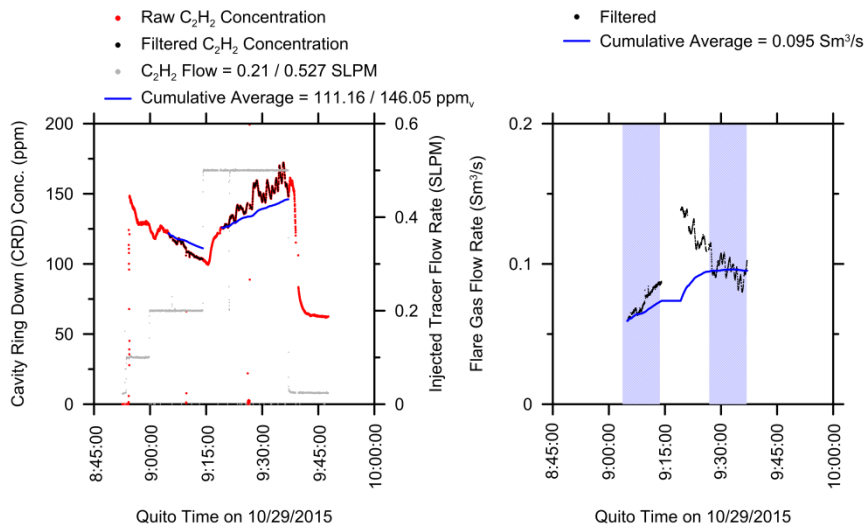 Raw C₂H₂ Concentration
Filtered C₂H₂ Concentration
C₂H₂ Flow = 0.21 / 0.527 SLPM
Cumulative Average = 111.16 / 146.05 ppmᵥ
200
150
100
50
0
Cavity Ring Down (CRD) Conc. (ppm)
0.6
0.4
0.2
0
Injected Tracer Flow Rate (SLPM)
8:45:00
9:00:00
9:15:00
9:30:00
9:45:00
10:00:00
Quito Time on 10/29/2015
Filtered
Cumulative Average = 0.095 Sm³/s
0.2
0.1
0
Flare Gas Flow Rate (Sm³/s)
8:45:00
9:00:00
9:15:00
9:30:00
9:45:00
10:00:00
Quito Time on 10/29/2015